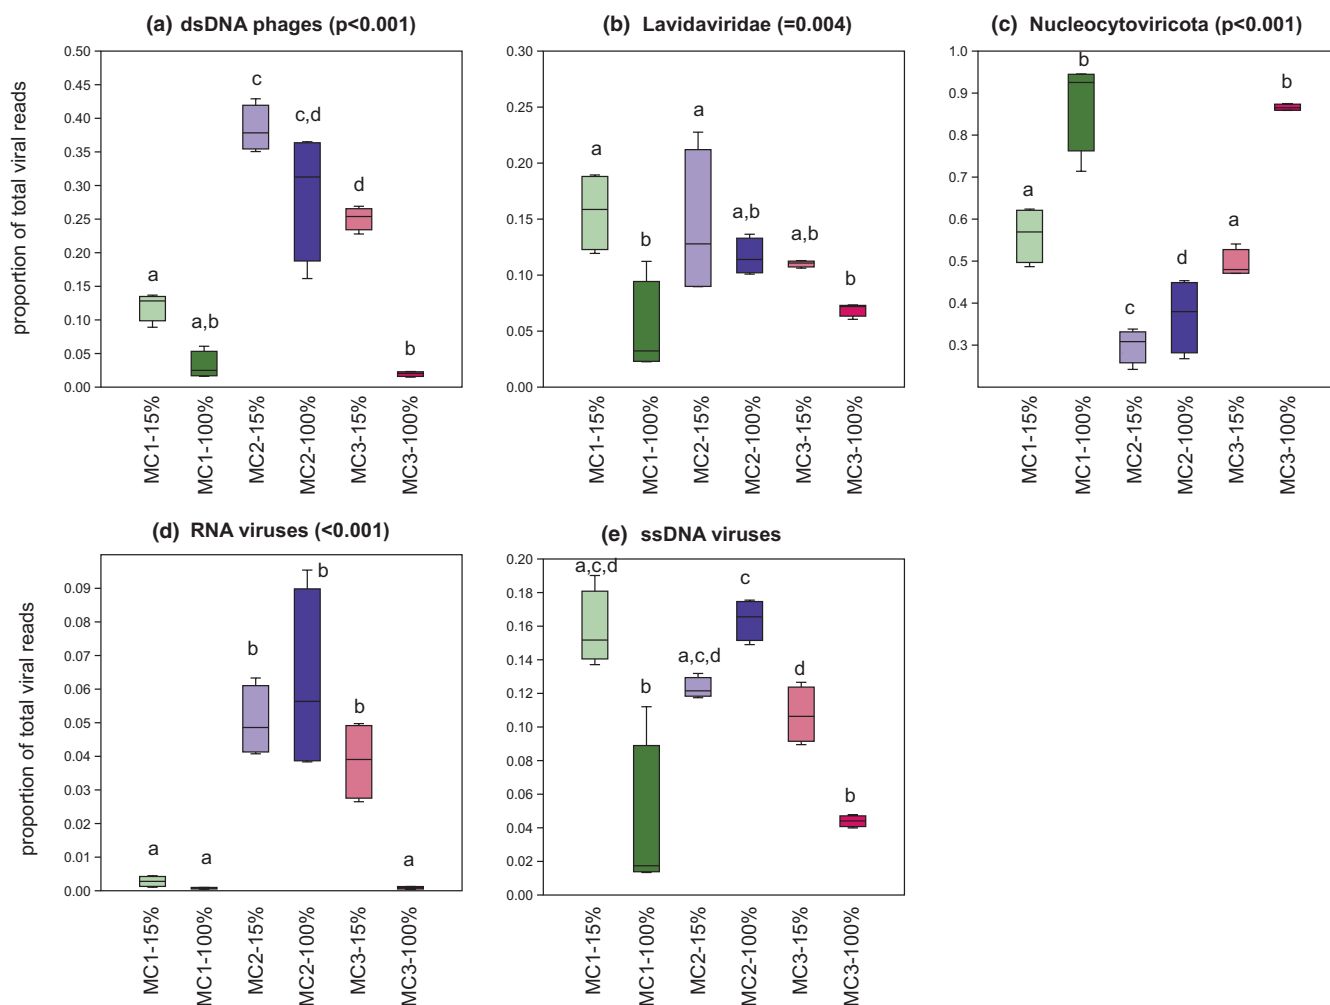 (a) dsDNA phages (p<0.001)
proportion of total viral reads
0.50
0.45
0.40
0.35
0.30
0.25
0.20
0.15
0.10
0.05
0.00
a
a,b
c
c,d
d
b
MC1-15%
MC1-100%
MC2-15%
MC2-100%
MC3-15%
MC3-100%
(b) Lavidaviridae (=0.004)
0.30
0.25
0.20
0.15
0.10
0.05
0.00
a
b
a
a,b
a,b
b
MC1-15%
MC1-100%
MC2-15%
MC2-100%
MC3-15%
MC3-100%
(c) Nucleocytoviricota (p<0.001)
1.0
0.9
0.8
0.7
0.6
0.5
0.4
0.3
a
b
c
d
a
b
MC1-15%
MC1-100%
MC2-15%
MC2-100%
MC3-15%
MC3-100%
(d) RNA viruses (<0.001)
proportion of total viral reads
0.09
0.08
0.07
0.06
0.05
0.04
0.03
0.02
0.01
0.00
a
a
b
b
b
a
MC1-15%
MC1-100%
MC2-15%
MC2-100%
MC3-15%
MC3-100%
(e) ssDNA viruses
0.20
0.18
0.16
0.14
0.12
0.10
0.08
0.06
0.04
0.02
0.00
a,c,d
b
a,c,d
c
d
b
MC1-15%
MC1-100%
MC2-15%
MC2-100%
MC3-15%
MC3-100%